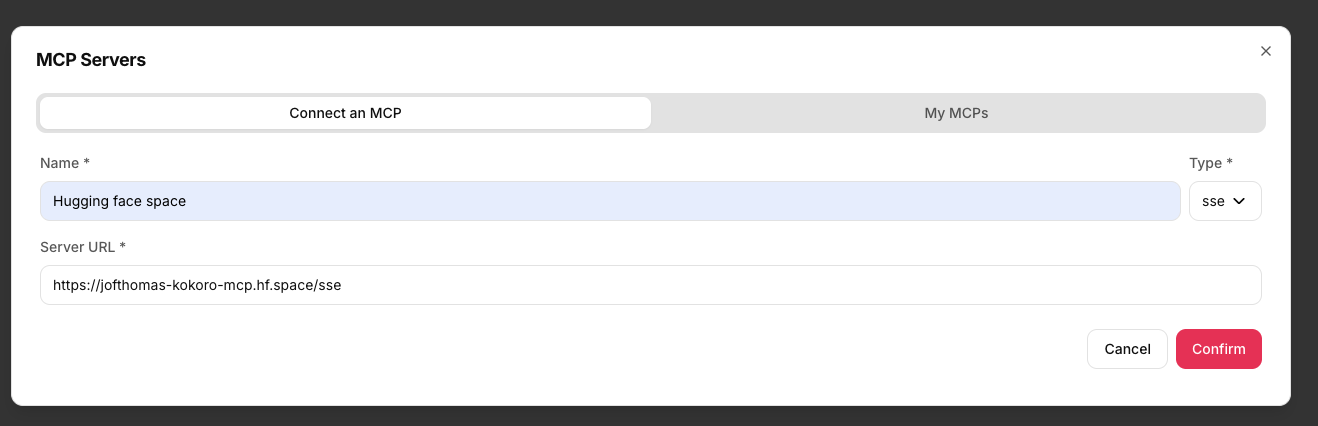 MCP Servers
Connect an MCP
My MCPs
Name *
Type *
Hugging face space
sse
Server URL *
https://jofthomas-kokoro-mcp.hf.space/sse
Cancel
Confirm